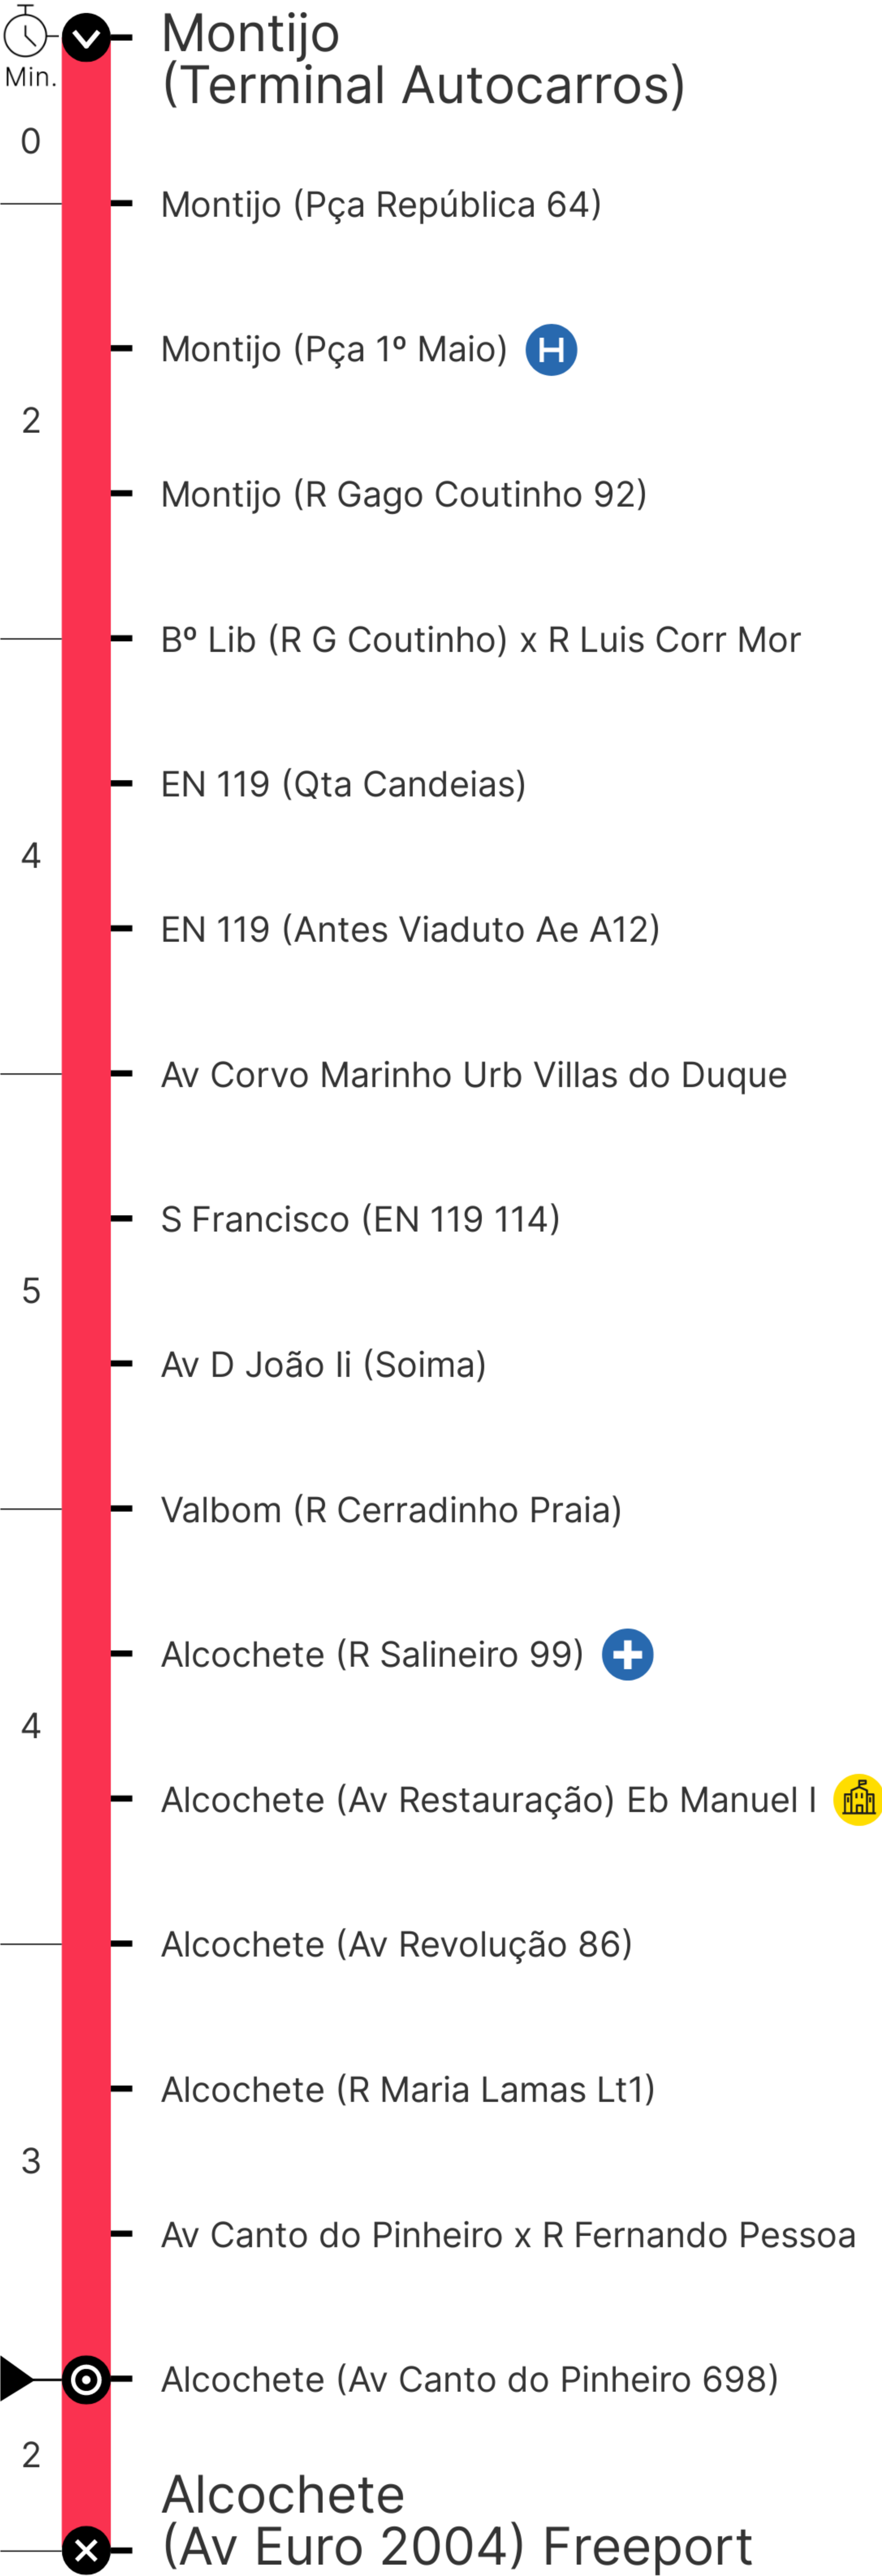 Montijo
(Terminal Autocarros)
Min.
0
Montijo (Pça República 64)
Montijo (Pça 1º Maio) H
2
Montijo (R Gago Coutinho 92)
Bº Lib (R G Coutinho) x R Luis Corr Mor
EN 119 (Qta Candeias)
4
EN 119 (Antes Viaduto Ae A12)
Av Corvo Marinho Urb Villas do Duque
S Francisco (EN 119 114)
5
Av D João Ii (Soima)
Valbom (R Cerradinho Praia)
Alcochete (R Salineiro 99)
4
Alcochete (Av Restauração) Eb Manuel I
Alcochete (Av Revolução 86)
Alcochete (R Maria Lamas Lt1)
3
Av Canto do Pinheiro x R Fernando Pessoa
Alcochete (Av Canto do Pinheiro 698)
2
Alcochete
(Av Euro 2004) Freeport